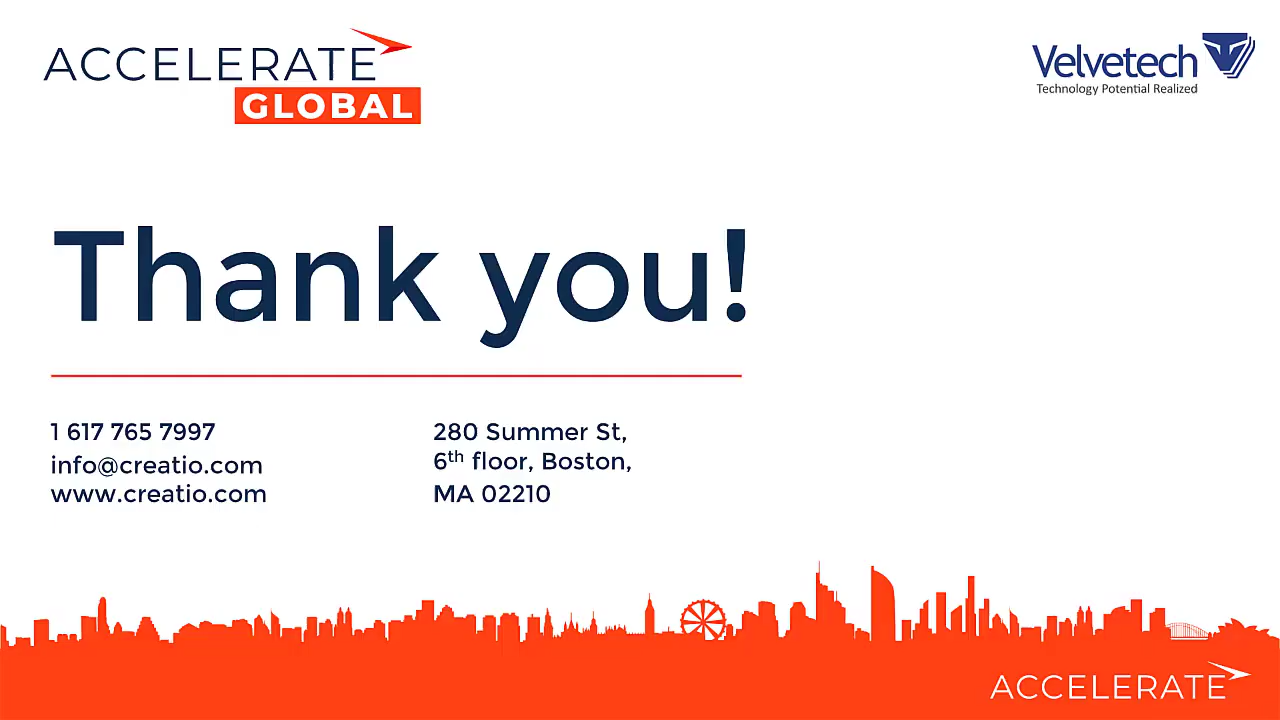 ACCELERATE
GLOBAL
Velvetech
Technology Potential Realized
Thank you!
1 617 765 7997
info@creatio.com
www.creatio.com
280 Summer St,
6th floor, Boston,
MA 02210
ACCELERATE